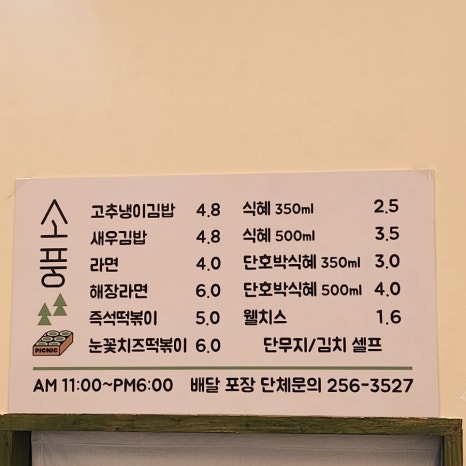 소풍
고추냉이김밥 4.8
새우김밥 4.8
라면 4.0
해장라면 6.0
즉석떡볶이 5.0
눈꽃치즈떡볶이 6.0
식혜 350ml 2.5
식혜 500ml 3.5
단호박식혜 350ml 3.0
단호박식혜 500ml 4.0
웰치스 1.6
단무지/김치 셀프
PICNIC
AM 11:00~PM6:00 배달 포장 단체문의 256-3527